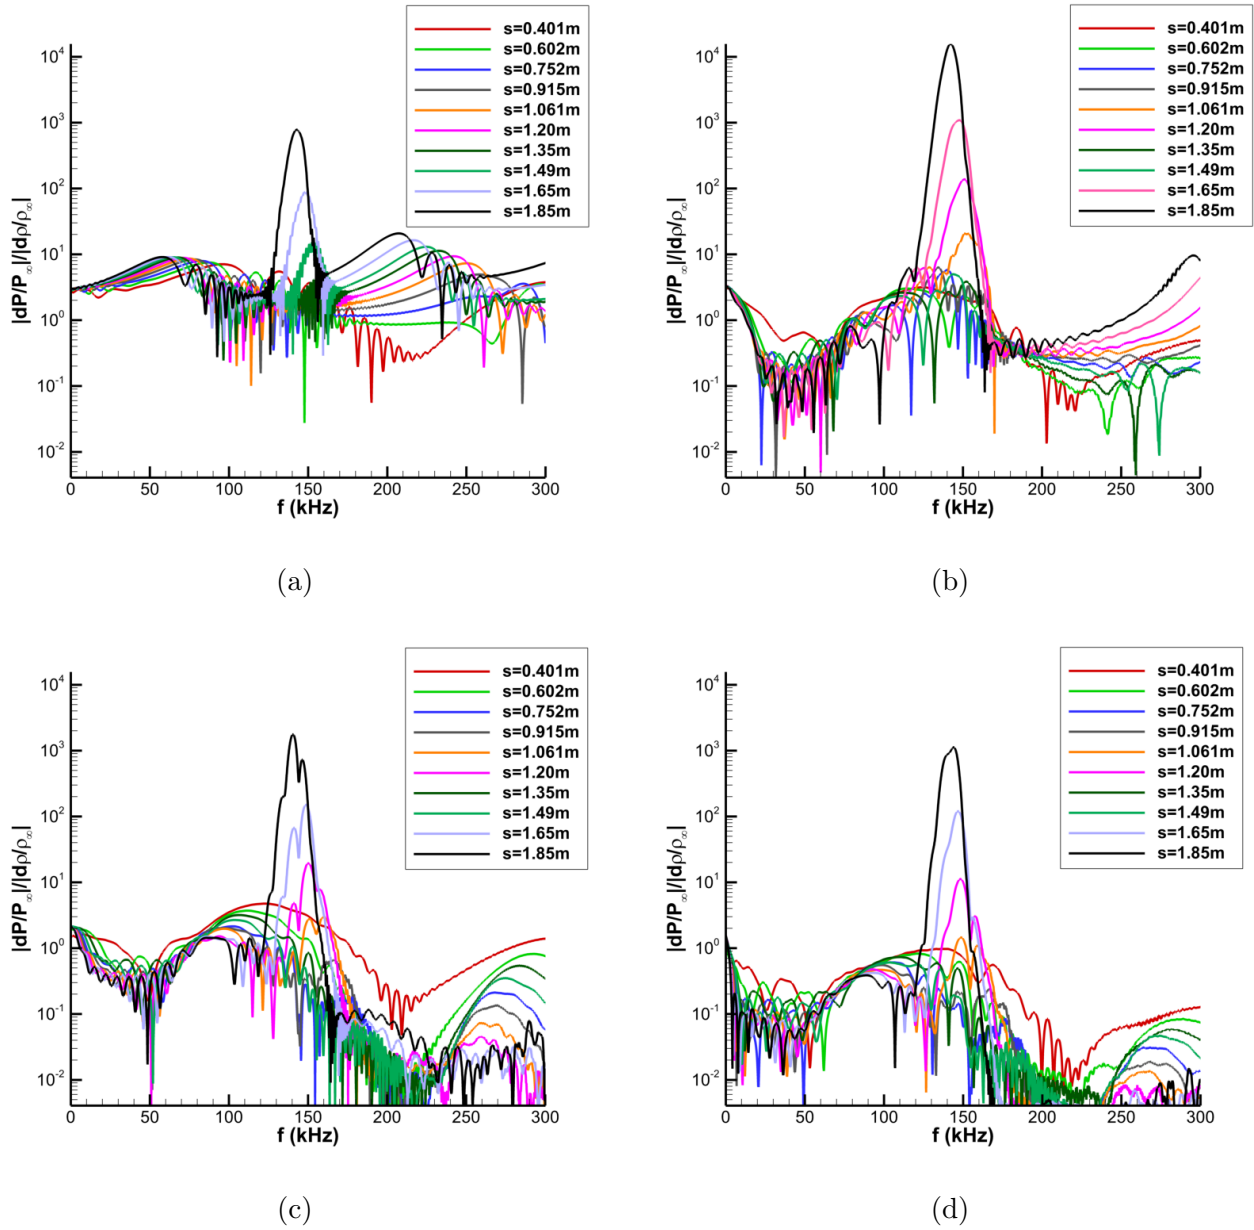 s=0.401m
s=0.602m
s=0.752m
s=0.915m
s=1.061m
s=1.20m
s=1.35m
s=1.49m
s=1.65m
s=1.85m
|dP/P∞|/|dρ/ρ∞|
10⁴
10³
10²
10¹
10⁰
10⁻¹
10⁻²
0 50 100 150 200 250 300
f (kHz)
(a)
s=0.401m
s=0.602m
s=0.752m
s=0.915m
s=1.061m
s=1.20m
s=1.35m
s=1.49m
s=1.65m
s=1.85m
|dP/P∞|/|dρ/ρ∞|
10⁴
10³
10²
10¹
10⁰
10⁻¹
10⁻²
0 50 100 150 200 250 300
f (kHz)
(b)
s=0.401m
s=0.602m
s=0.752m
s=0.915m
s=1.061m
s=1.20m
s=1.35m
s=1.49m
s=1.65m
s=1.85m
|dP/P∞|/|dρ/ρ∞|
10⁴
10³
10²
10¹
10⁰
10⁻¹
10⁻²
0 50 100 150 200 250 300
f (kHz)
(c)
s=0.401m
s=0.602m
s=0.752m
s=0.915m
s=1.061m
s=1.20m
s=1.35m
s=1.49m
s=1.65m
s=1.85m
|dP/P∞|/|dρ/ρ∞|
10⁴
10³
10²
10¹
10⁰
10⁻¹
10⁻²
0 50 100 150 200 250 300
f (kHz)
(d)